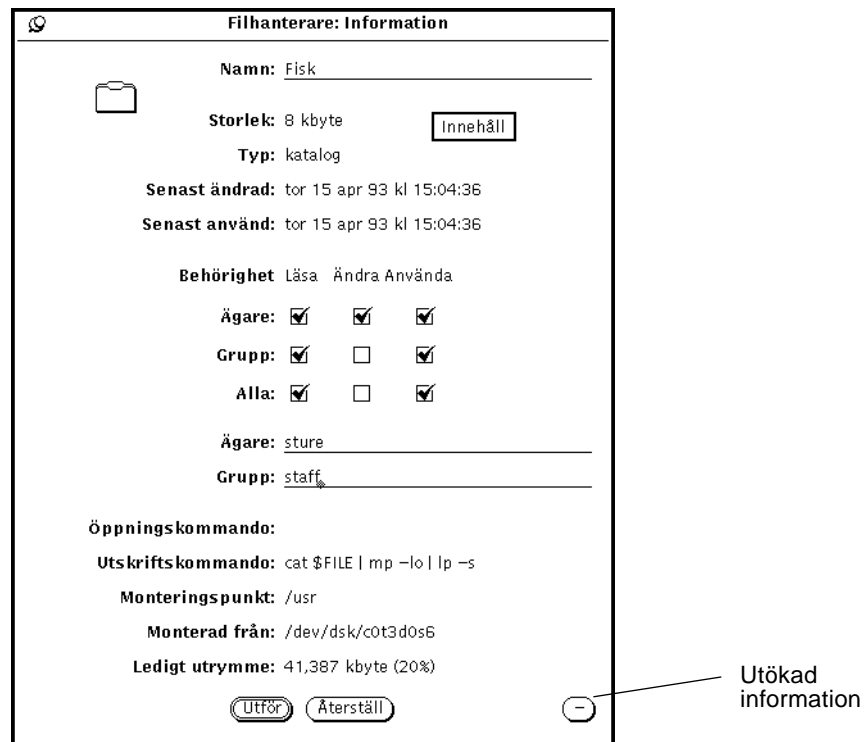 Filhanterare: Information
Namn: Fisk
Storlek: 8 kbyte
Innehåll
Typ: katalog
Senast ändrad: tor 15 apr 93 kl 15:04:36
Senast använd: tor 15 apr 93 kl 15:04:36
Behörighet Läsa Ändra Använda
Ägare:
Grupp:
Alla:
Ägare: sture
Grupp: staff
Öppningskommando:
Utskriftskommando: cat $FILE | mp -lo | lp -s
Monteringspunkt: /usr
Monterad från: /dev/dsk/c0t3d0s6
Ledigt utrymme: 41,387 kbyte (20%)
Utför Återställ −
Utökad
information